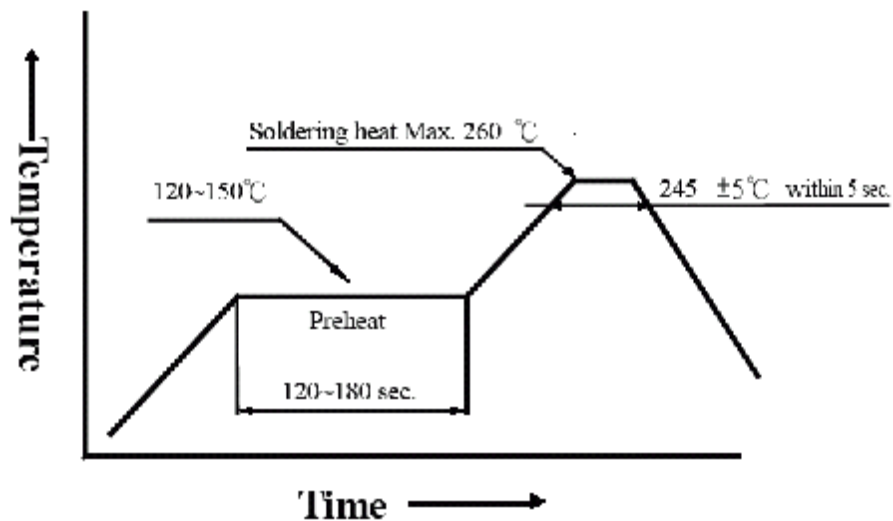 Soldering heat Max. 260 ℃
120~150℃
245 ±5℃ within 5 sec.
Temperature
Preheat
120~180 sec.
Time